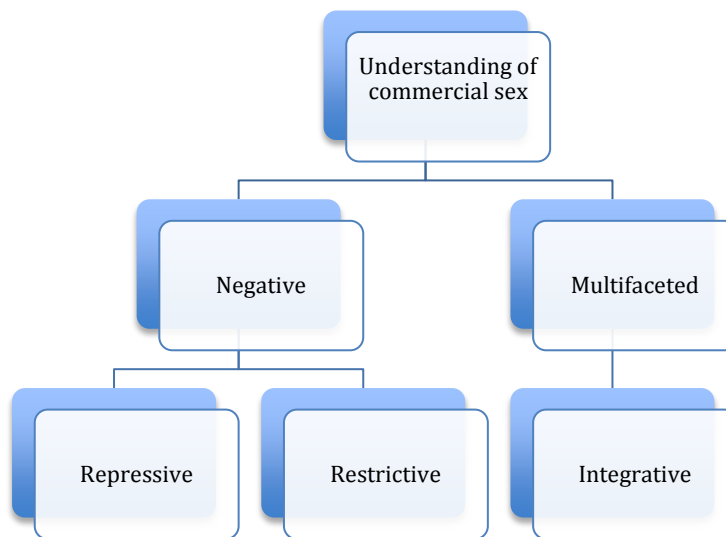 Understanding of
commercial sex
Negative
Multifaceted
Repressive
Restrictive
Integrative